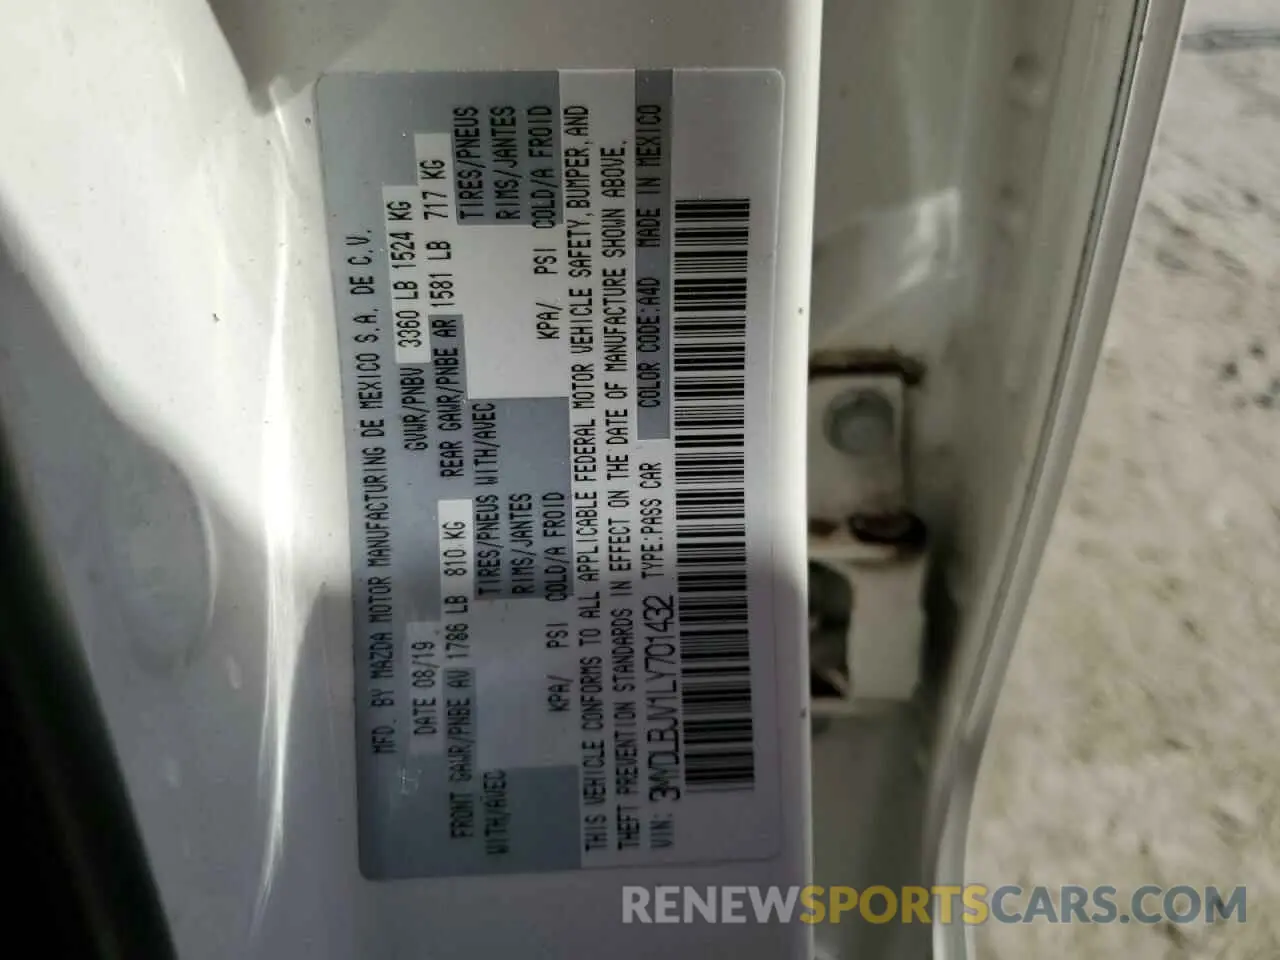 MFD. BY MAZDA MOTOR MANUFACTURING DE MEXICO S.A. DE C.V.
DATE 08/19 GVWR/PNBV 3360 LB 1524 KG
FRONT GAWR/PNBE AV 1786 LB 810 KG REAR GAWR/PNBE AR 1581 LB 717 KG
WITH/AVEC TIRES/PNEUS WITH/AVEC TIRES/PNEUS
RIMS/JANTES RIMS/JANTES
KPA/ PSI COLD/A FROID KPA/ PSI COLD/A FROID
THIS VEHICLE CONFORMS TO ALL APPLICABLE FEDERAL MOTOR VEHICLE SAFETY, BUMPER, AND
THEFT PREVENTION STANDARDS IN EFFECT ON THE DATE OF MANUFACTURE SHOWN ABOVE.
VIN: 3MVDLBUV1LY701432 TYPE:PASS CAR COLOR CODE:A4D MADE IN MEXICO
RENEWSPORTSCARS.COM